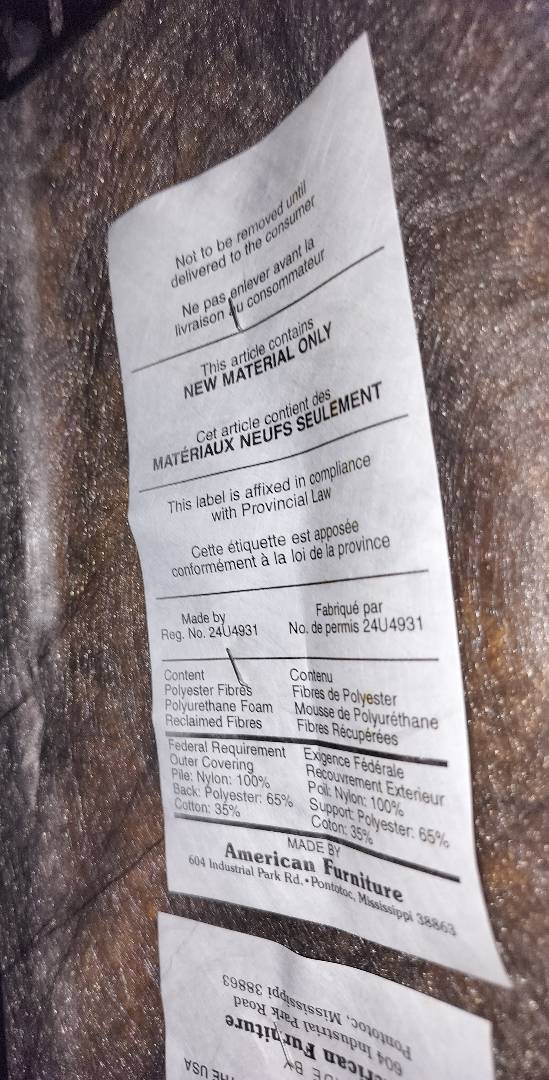 Not to be removed until
delivered to the consumer
Ne pas enlever avant la
livraison au consommateur
This article contains
NEW MATERIAL ONLY
Cet article contient des
MATÉRIAUX NEUFS SEULEMENT
This label is affixed in compliance
with Provincial Law
Cette étiquette est apposée
conformément à la loi de la province
Made by
Reg. No. 24U4931
Fabriqué par
No. de permis 24U4931
Content
Polyester Fibres
Polyurethane Foam
Reclaimed Fibres
Contenu
Fibres de Polyester
Mousse de Polyuréthane
Fibres Récupérées
Federal Requirement
Outer Covering
Pile: Nylon: 100%
Back: Polyester: 65%
Cotton: 35%
Exigence Fédérale
Recouvrement Exterieur
Poil: Nylon: 100%
Support: Polyester: 65%
Coton: 35%
MADE BY
American Furniture
604 Industrial Park Rd. • Pontotoc, Mississippi 38863
THE USA
BY
Furniture
604 Industrial Park Road
Pontotoc, Mississippi 38863